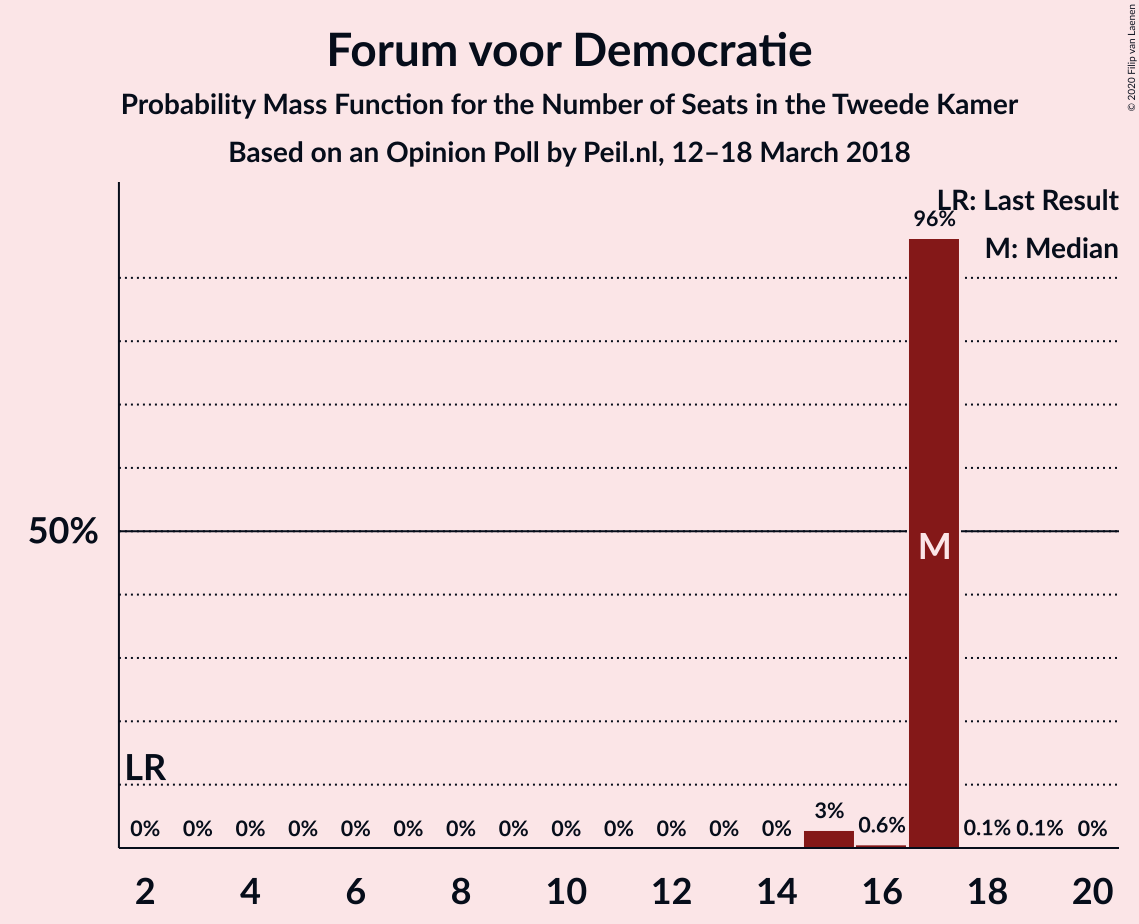 Forum voor Democratie
Probability Mass Function for the Number of Seats in the Tweede Kamer
Based on an Opinion Poll by Peil.nl, 12–18 March 2018
© 2020 Filip van Laenen
LR: Last Result
M: Median
96%
50%
M
LR
0% 0% 0% 0% 0% 0% 0% 0% 0% 0% 0% 0% 0% 3% 0.6% 0.1% 0.1% 0%
2 4 6 8 10 12 14 16 18 20